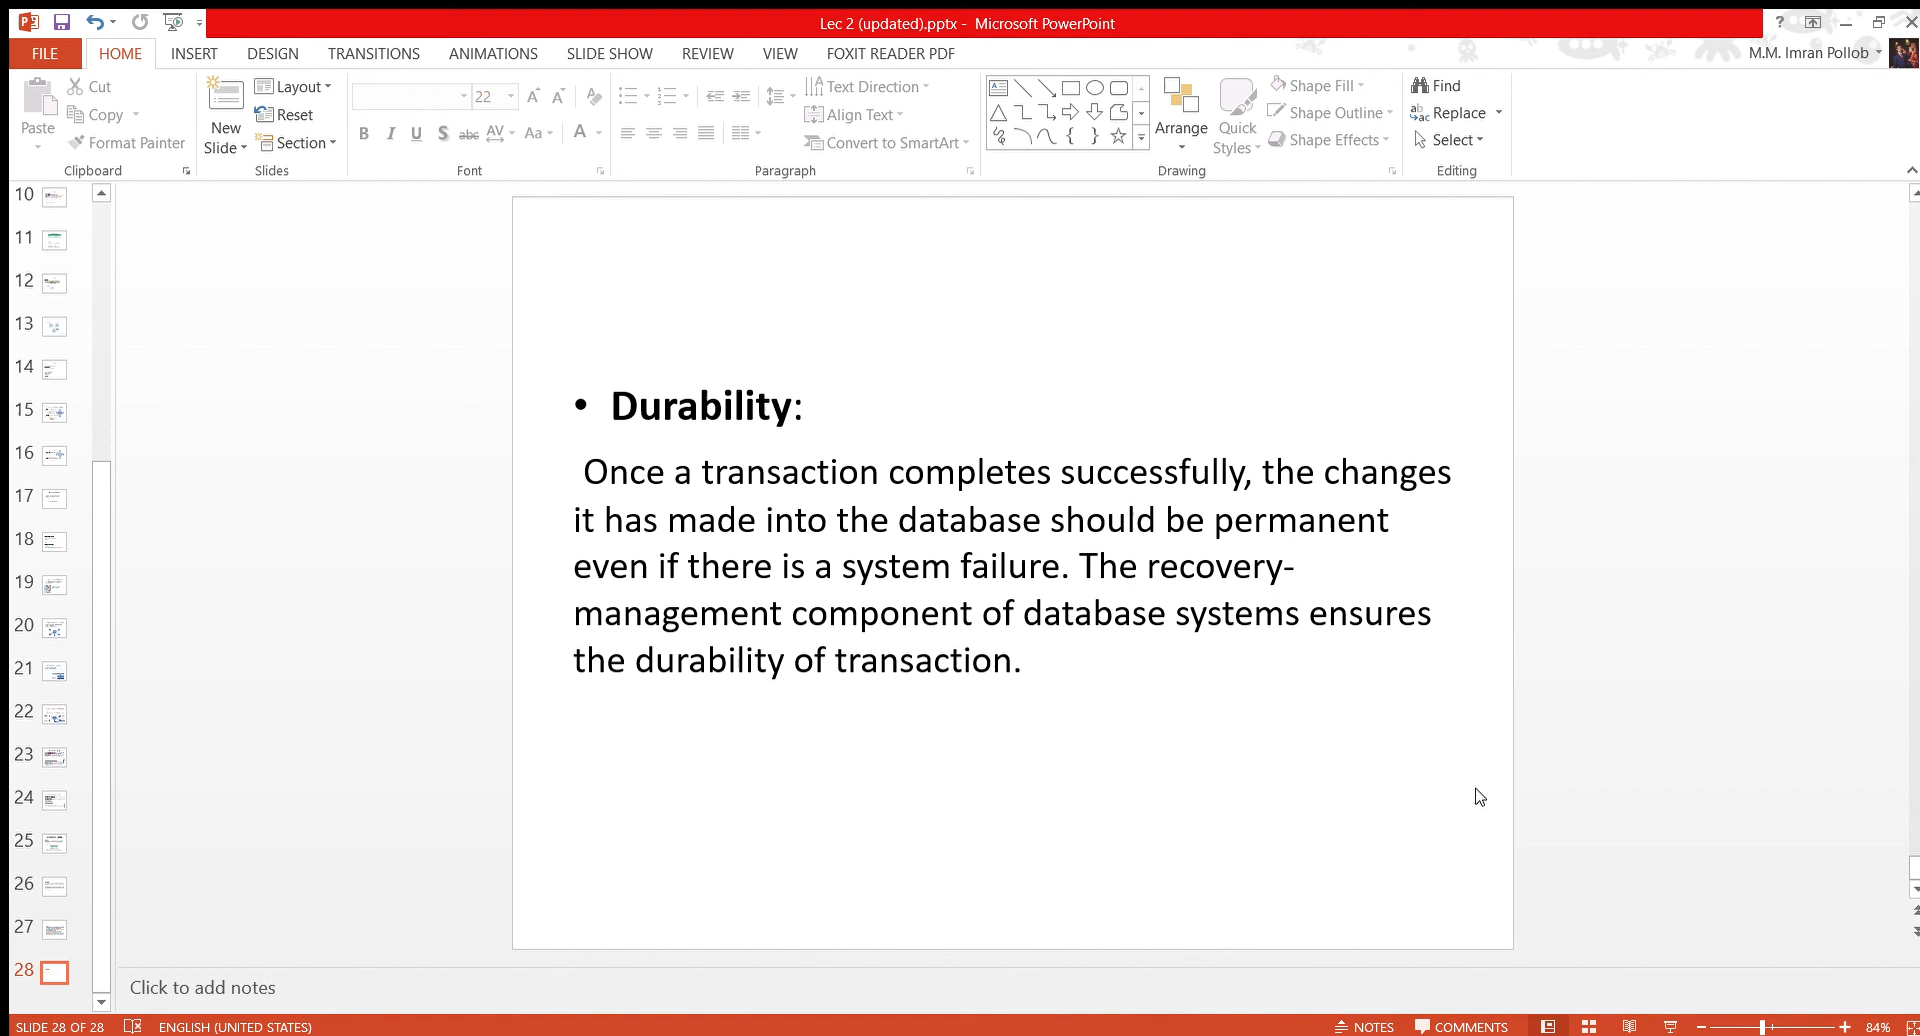 Lec 2 (updated).pptx - Microsoft PowerPoint
FILE HOME INSERT DESIGN TRANSITIONS ANIMATIONS SLIDE SHOW REVIEW VIEW FOXIT READER PDF M.M. Imran Pollob
Paste
Cut
Copy
Format Painter
Clipboard
New
Slide
Layout
Reset
Section
Slides
22
Font
Text Direction
Align Text
Convert to SmartArt
Paragraph
Arrange
Quick
Styles
Shape Fill
Shape Outline
Shape Effects
Drawing
Find
Replace
Select
Editing
10
11
12
13
14
15
16
17
18
19
20
21
22
23
24
25
26
27
28
• Durability:
Once a transaction completes successfully, the changes
it has made into the database should be permanent
even if there is a system failure. The recovery-
management component of database systems ensures
the durability of transaction.
Click to add notes
SLIDE 28 OF 28 ENGLISH (UNITED STATES) NOTES COMMENTS 84%